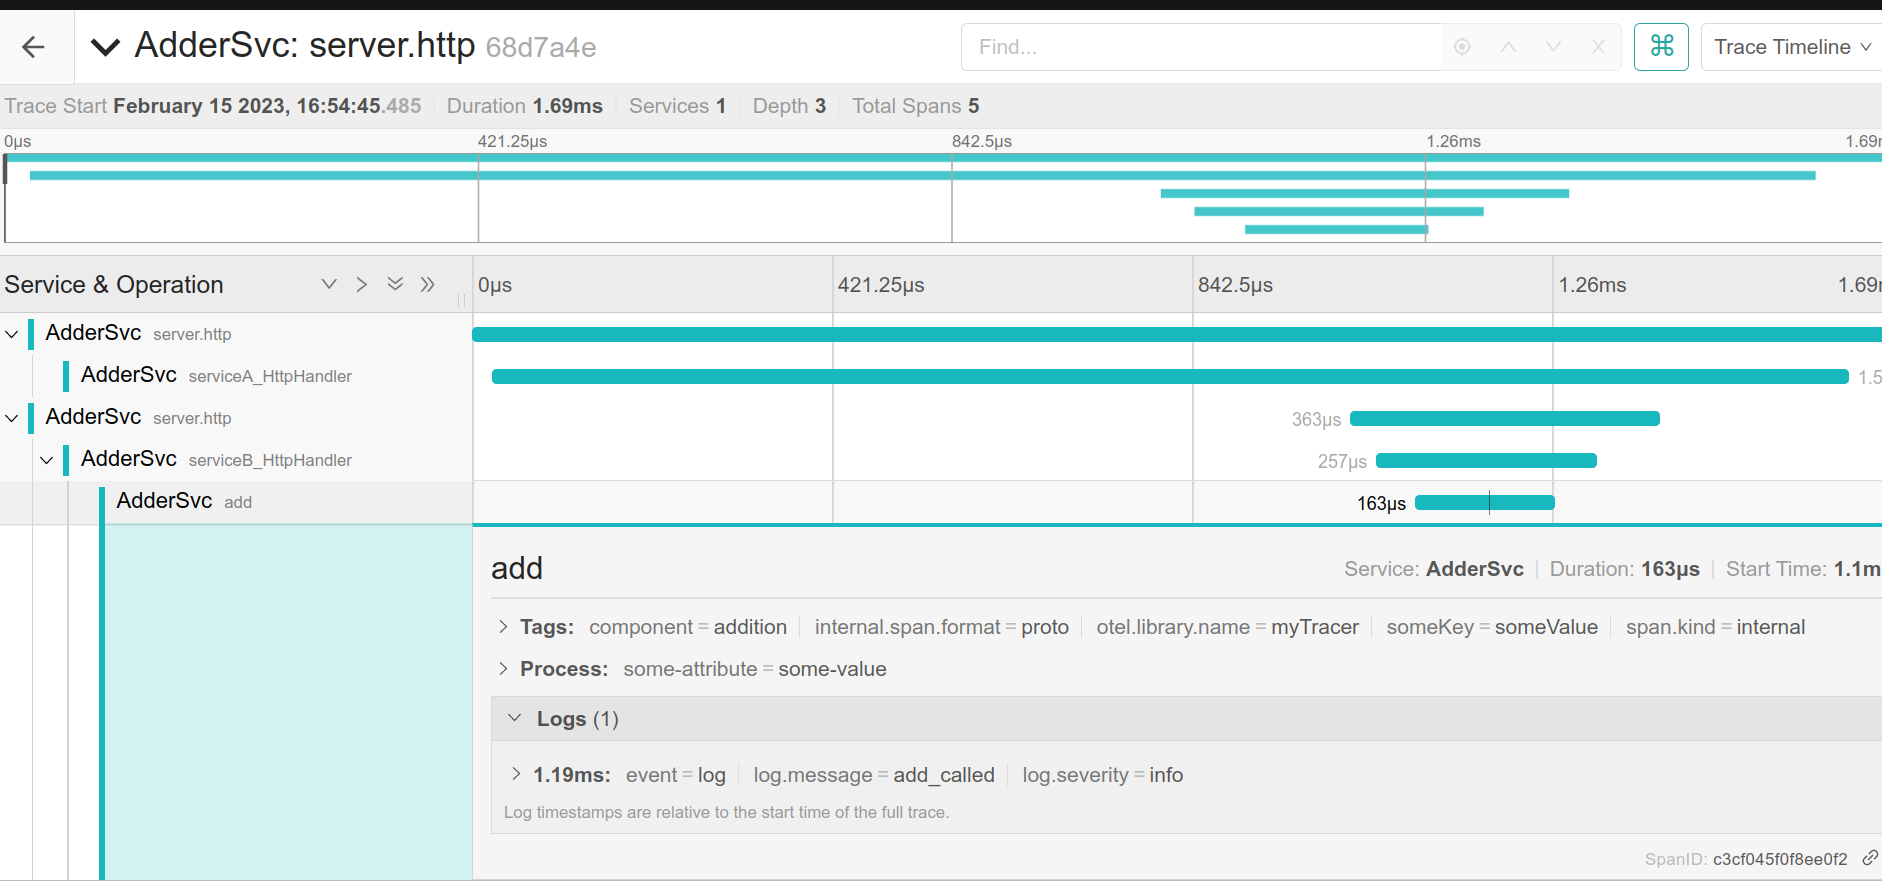 AdderSvc: server.http 68d7a4e Find... Trace Timeline
Trace Start February 15 2023, 16:54:45.485 Duration 1.69ms Services 1 Depth 3 Total Spans 5
0μs 421.25μs 842.5μs 1.26ms 1.69
Service & Operation 0μs 421.25μs 842.5μs 1.26ms 1.69
AdderSvc server.http
AdderSvc serviceA_HttpHandler 1.5
AdderSvc server.http 363μs
AdderSvc serviceB_HttpHandler 257μs
AdderSvc add 163μs
add Service: AdderSvc Duration: 163μs Start Time: 1.1m
Tags: component = addition internal.span.format = proto otel.library.name = myTracer someKey = someValue span.kind = internal
Process: some-attribute = some-value
Logs (1)
1.19ms: event = log log.message = add_called log.severity = info
Log timestamps are relative to the start time of the full trace.
SpanID: c3cf045f0f8ee0f2